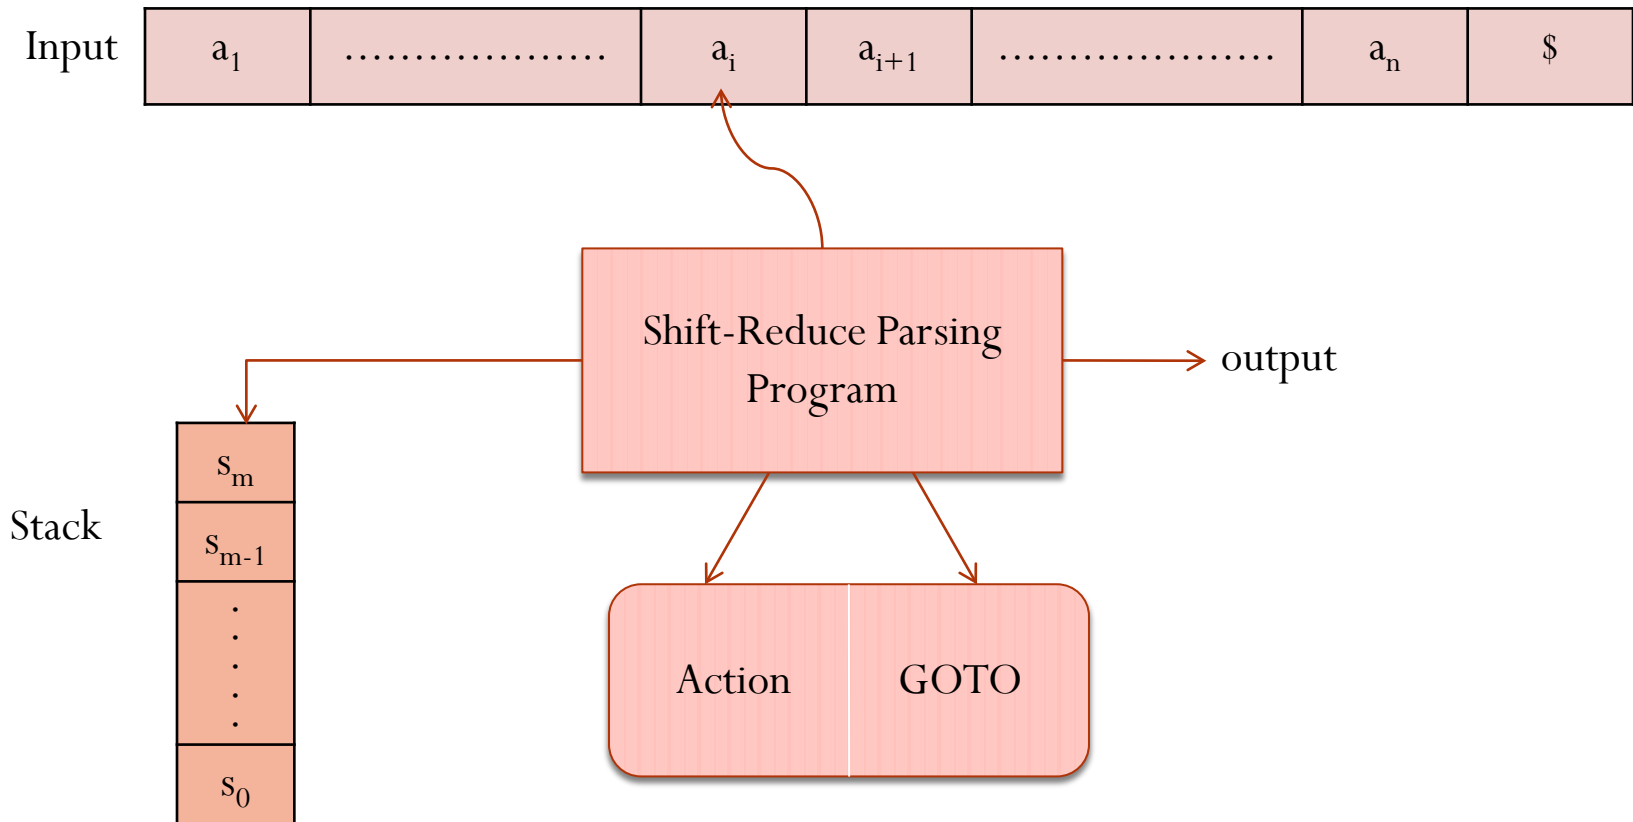 Input a₁ ................... aᵢ aᵢ₊₁ ..................... aₙ $
Shift-Reduce Parsing
Program
output
Stack
sₘ
sₘ₋₁
.
.
.
.
.
s₀
Action GOTO